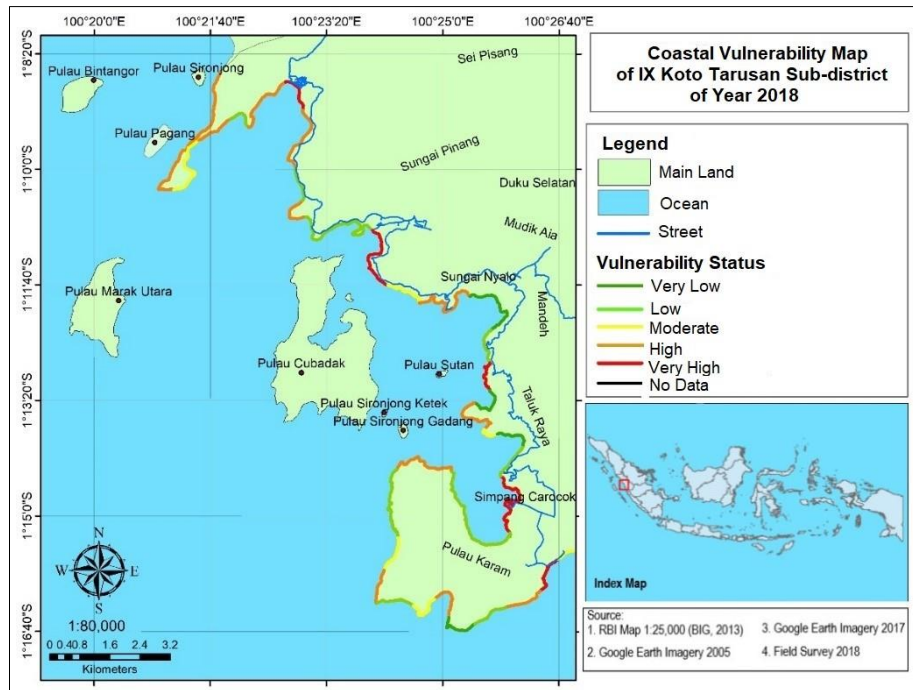 100°20'0"E 100°21'40"E 100°23'20"E 100°25'0"E 100°26'40"E
1°8'20"S
1°10'0"S
1°11'40"S
1°13'20"S
1°15'0"S
1°16'40"S
Pulau Bintangor
Pulau Sironjong
Sei Pisang
Pulau Pagang
Sungai Pinang
Duku Selatan
Mudik Aia
Sungai Nyalo
Pulau Marak Utara
Mandeh
Pulau Cubadak
Pulau Sutan
Pulau Sironjong Ketek
Taluk Raya
Pulau Sironjong Gadang
Simpang Carocok
Pulau Karam
N
W E
S
1:80,000
0 0.40.8 1.6 2.4 3.2
Kilometers
Coastal Vulnerability Map
of IX Koto Tarusan Sub-district
of Year 2018
Legend
Main Land
Ocean
Street
Vulnerability Status
Very Low
Low
Moderate
High
Very High
No Data
Index Map
Source:
1. RBI Map 1:25,000 (BIG, 2013)
2. Google Earth Imagery 2005
3. Google Earth Imagery 2017
4. Field Survey 2018